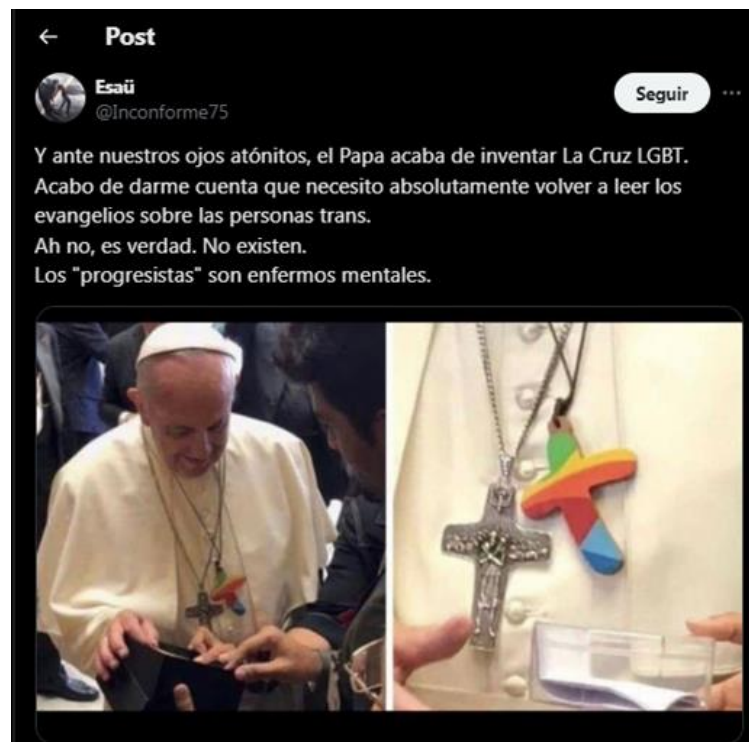 Post
Esaü
@Inconforme75
Seguir
Y ante nuestros ojos atónitos, el Papa acaba de inventar La Cruz LGBT.
Acabo de darme cuenta que necesito absolutamente volver a leer los
evangelios sobre las personas trans.
Ah no, es verdad. No existen.
Los "progresistas" son enfermos mentales.